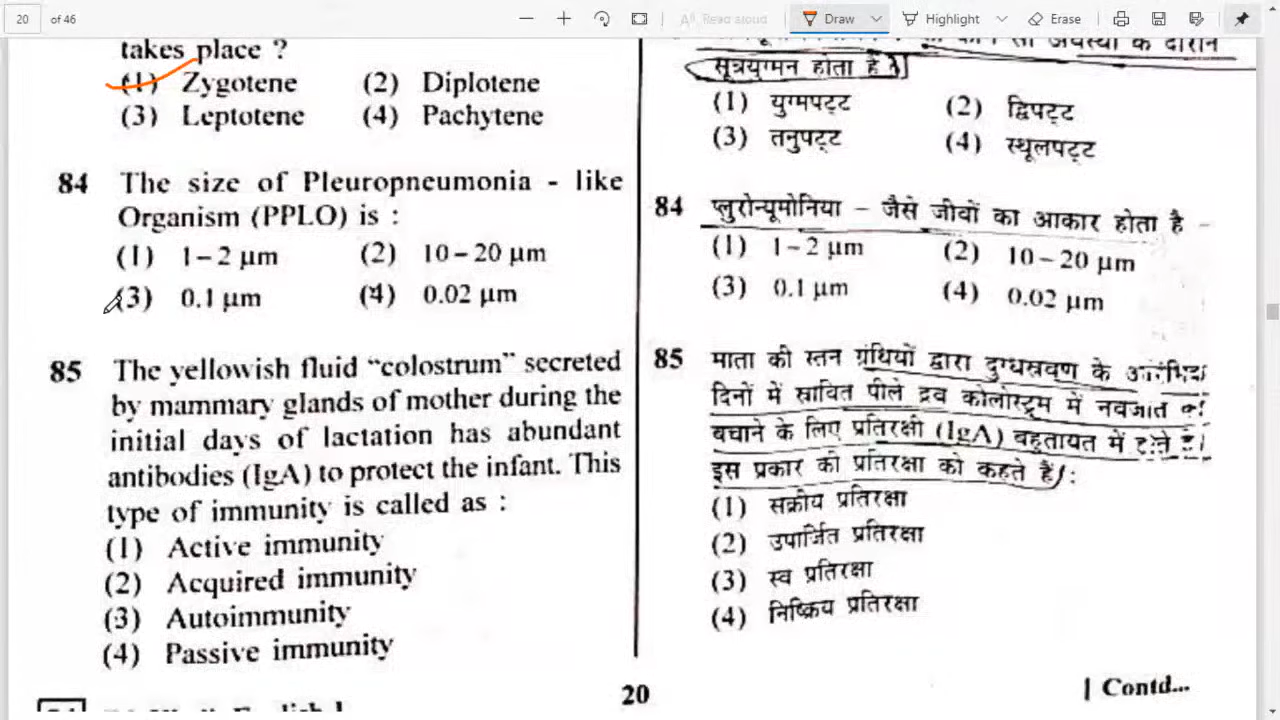 20 of 46
Read aloud
Draw
Highlight
Erase
takes place ?
(1) Zygotene (2) Diplotene
(3) Leptotene (4) Pachytene
84 The size of Pleuropneumonia - like
Organism (PPLO) is :
(1) 1 – 2 µm (2) 10 – 20 µm
(3) 0.1 µm (4) 0.02 µm
85 The yellowish fluid “colostrum” secreted
by mammary glands of mother during the
initial days of lactation has abundant
antibodies (IgA) to protect the infant. This
type of immunity is called as :
(1) Active immunity
(2) Acquired immunity
(3) Autoimmunity
(4) Passive immunity
सी अवस्था के दौरान
सूत्रयुग्मन होता है
(1) युग्मपट्ट (2) द्विपट्ट
(3) तनुपट्ट (4) स्थूलपट्ट
84 प्लुरोन्यूमोनिया – जैसे जीवों का आकार होता है –
(1) 1 – 2 µm (2) 10 – 20 µm
(3) 0.1 µm (4) 0.02 µm
85 माता की स्तन ग्रंथियों द्वारा दुग्धस्रवण के
दिनों में स्रावित पीले द्रव कोलोस्ट्रम में नवजात को
बचाने के लिए प्रतिरक्षी (IgA) बहुतायत में होते
इस प्रकार की प्रतिरक्षा को कहते हैं :
(1) सक्रीय प्रतिरक्षा
(2) उपार्जित प्रतिरक्षा
(3) स्व प्रतिरक्षा
(4) निष्क्रिय प्रतिरक्षा
20
| Contd...